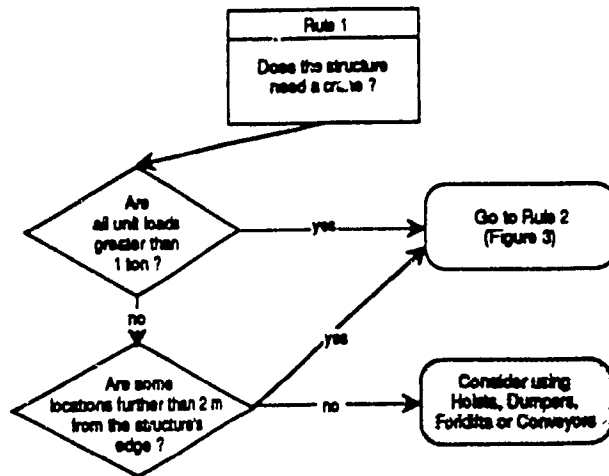 Rule 1
Does the structure
need a crane ?
Are
all unit loads
greater than
1 ton ?
yes
Go to Rule 2
(Figure 3)
no
yes
Are some
locations further than 2 m
from the structure's
edge ?
no
Consider using
Hoists, Dumpers,
Forklifts or Conveyors